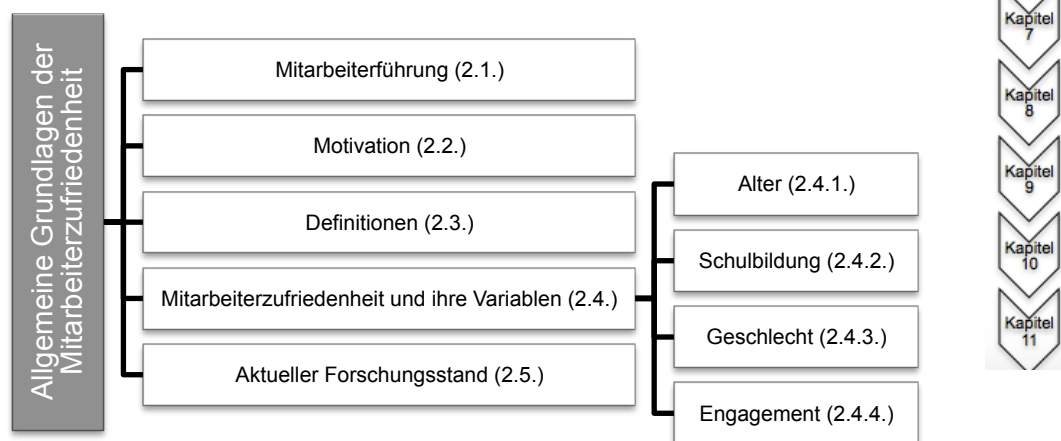 Allgemeine Grundlagen der
Mitarbeiterzufriedenheit
Mitarbeiterführung (2.1.)
Motivation (2.2.)
Definitionen (2.3.)
Mitarbeiterzufriedenheit und ihre Variablen (2.4.)
Aktueller Forschungsstand (2.5.)
Alter (2.4.1.)
Schulbildung (2.4.2.)
Geschlecht (2.4.3.)
Engagement (2.4.4.)
Kapitel
7
Kapitel
8
Kapitel
9
Kapitel
10
Kapitel
11